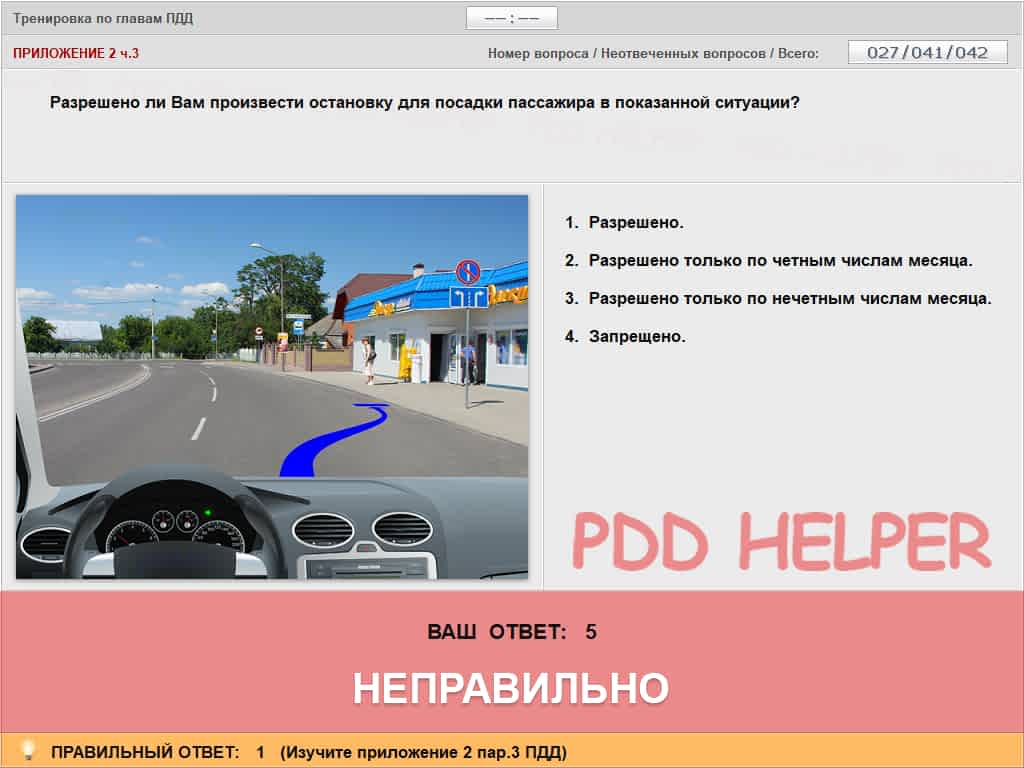 Тренировка по главам ПДД
—— : ——
ПРИЛОЖЕНИЕ 2 ч.3
Номер вопроса / Неотвеченных вопросов / Всего:
027/041/042
Разрешено ли Вам произвести остановку для посадки пассажира в показанной ситуации?
1. Разрешено.
2. Разрешено только по четным числам месяца.
3. Разрешено только по нечетным числам месяца.
4. Запрещено.
PDD HELPER
ВАШ ОТВЕТ: 5
НЕПРАВИЛЬНО
ПРАВИЛЬНЫЙ ОТВЕТ: 1 (Изучите приложение 2 пар.3 ПДД)